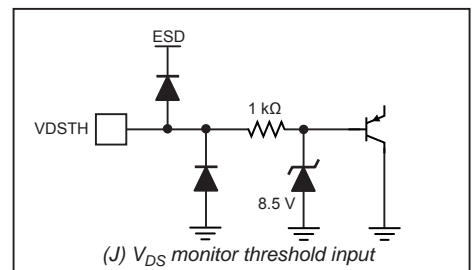 ESD
1 kΩ
VDSTH
8.5 V
(J) VDS monitor threshold input